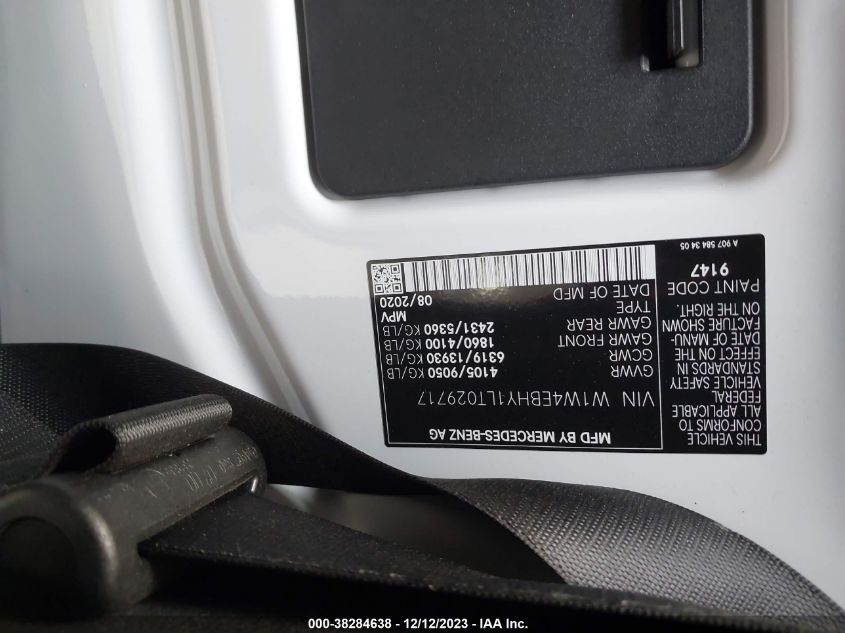 THIS VEHICLE
CONFORMS TO
ALL APPLICABLE
FEDERAL
VEHICLE SAFETY
STANDARDS IN
EFFECT ON THE
DATE OF MANU-
FACTURE SHOWN
ON THE RIGHT.
PAINT CODE
9147
A 907 584 34 05
MFD BY MERCEDES-BENZ AG
VIN W1W4EBHY1LT029717
GVWR 4105/9050 KG/LB
GCWR 6319/13930 KG/LB
GAWR FRONT 1860/4100 KG/LB
GAWR REAR 2431/5360 KG/LB
TYPE MPV
DATE OF MFD 08/2020
000-38284638 - 12/12/2023 - IAA Inc.